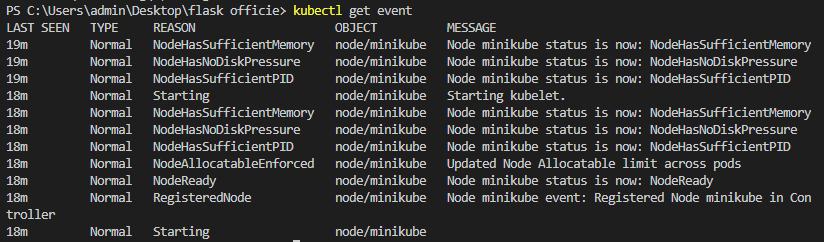 PS C:\Users\admin\Desktop\flask officie> kubectl get event
LAST SEEN   TYPE     REASON                    OBJECT          MESSAGE
19m         Normal   NodeHasSufficientMemory   node/minikube   Node minikube status is now: NodeHasSufficientMemory
19m         Normal   NodeHasNoDiskPressure     node/minikube   Node minikube status is now: NodeHasNoDiskPressure
19m         Normal   NodeHasSufficientPID      node/minikube   Node minikube status is now: NodeHasSufficientPID
18m         Normal   Starting                  node/minikube   Starting kubelet.
18m         Normal   NodeHasSufficientMemory   node/minikube   Node minikube status is now: NodeHasSufficientMemory
18m         Normal   NodeHasNoDiskPressure     node/minikube   Node minikube status is now: NodeHasNoDiskPressure
18m         Normal   NodeHasSufficientPID      node/minikube   Node minikube status is now: NodeHasSufficientPID
18m         Normal   NodeAllocatableEnforced   node/minikube   Updated Node Allocatable limit across pods
18m         Normal   NodeReady                 node/minikube   Node minikube status is now: NodeReady
18m         Normal   RegisteredNode            node/minikube   Node minikube event: Registered Node minikube in Con
troller
18m         Normal   Starting                  node/minikube